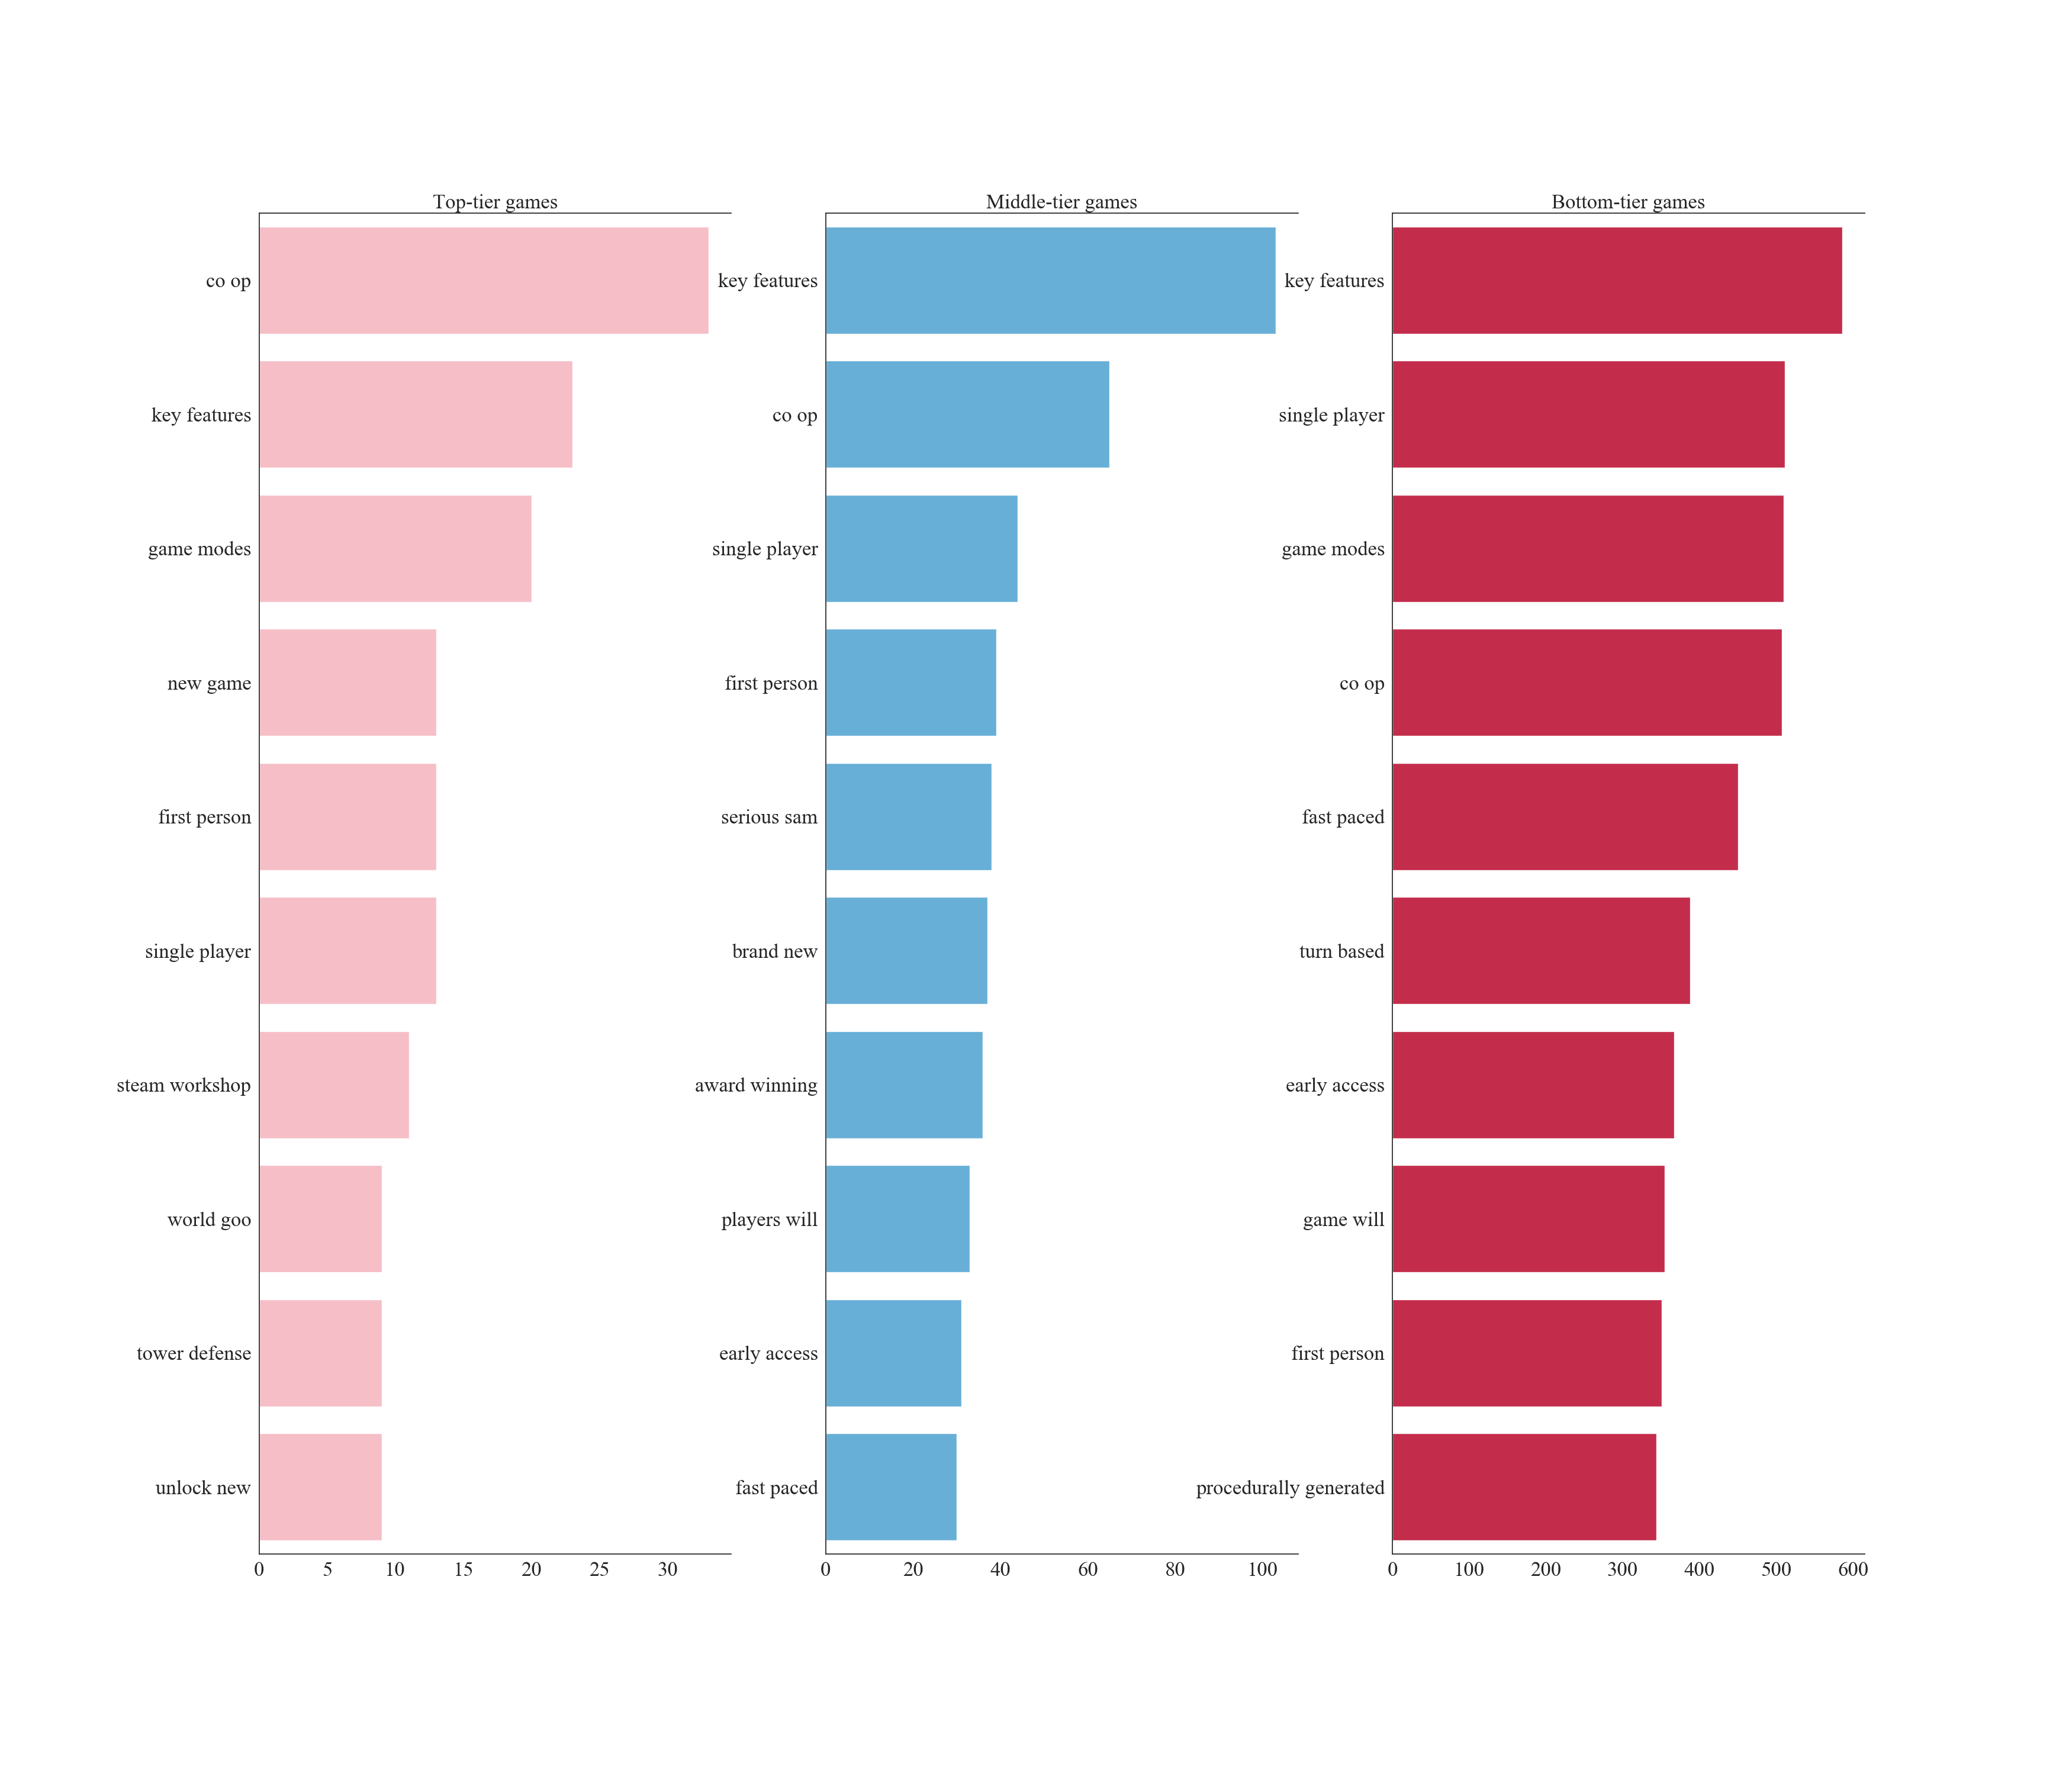 Top-tier games
co op
key features
game modes
new game
first person
single player
steam workshop
world goo
tower defense
unlock new
0 5 10 15 20 25 30
Middle-tier games
key features
co op
single player
first person
serious sam
brand new
award winning
players will
early access
fast paced
0 20 40 60 80 100
Bottom-tier games
key features
single player
game modes
co op
fast paced
turn based
early access
game will
first person
procedurally generated
0 100 200 300 400 500 600